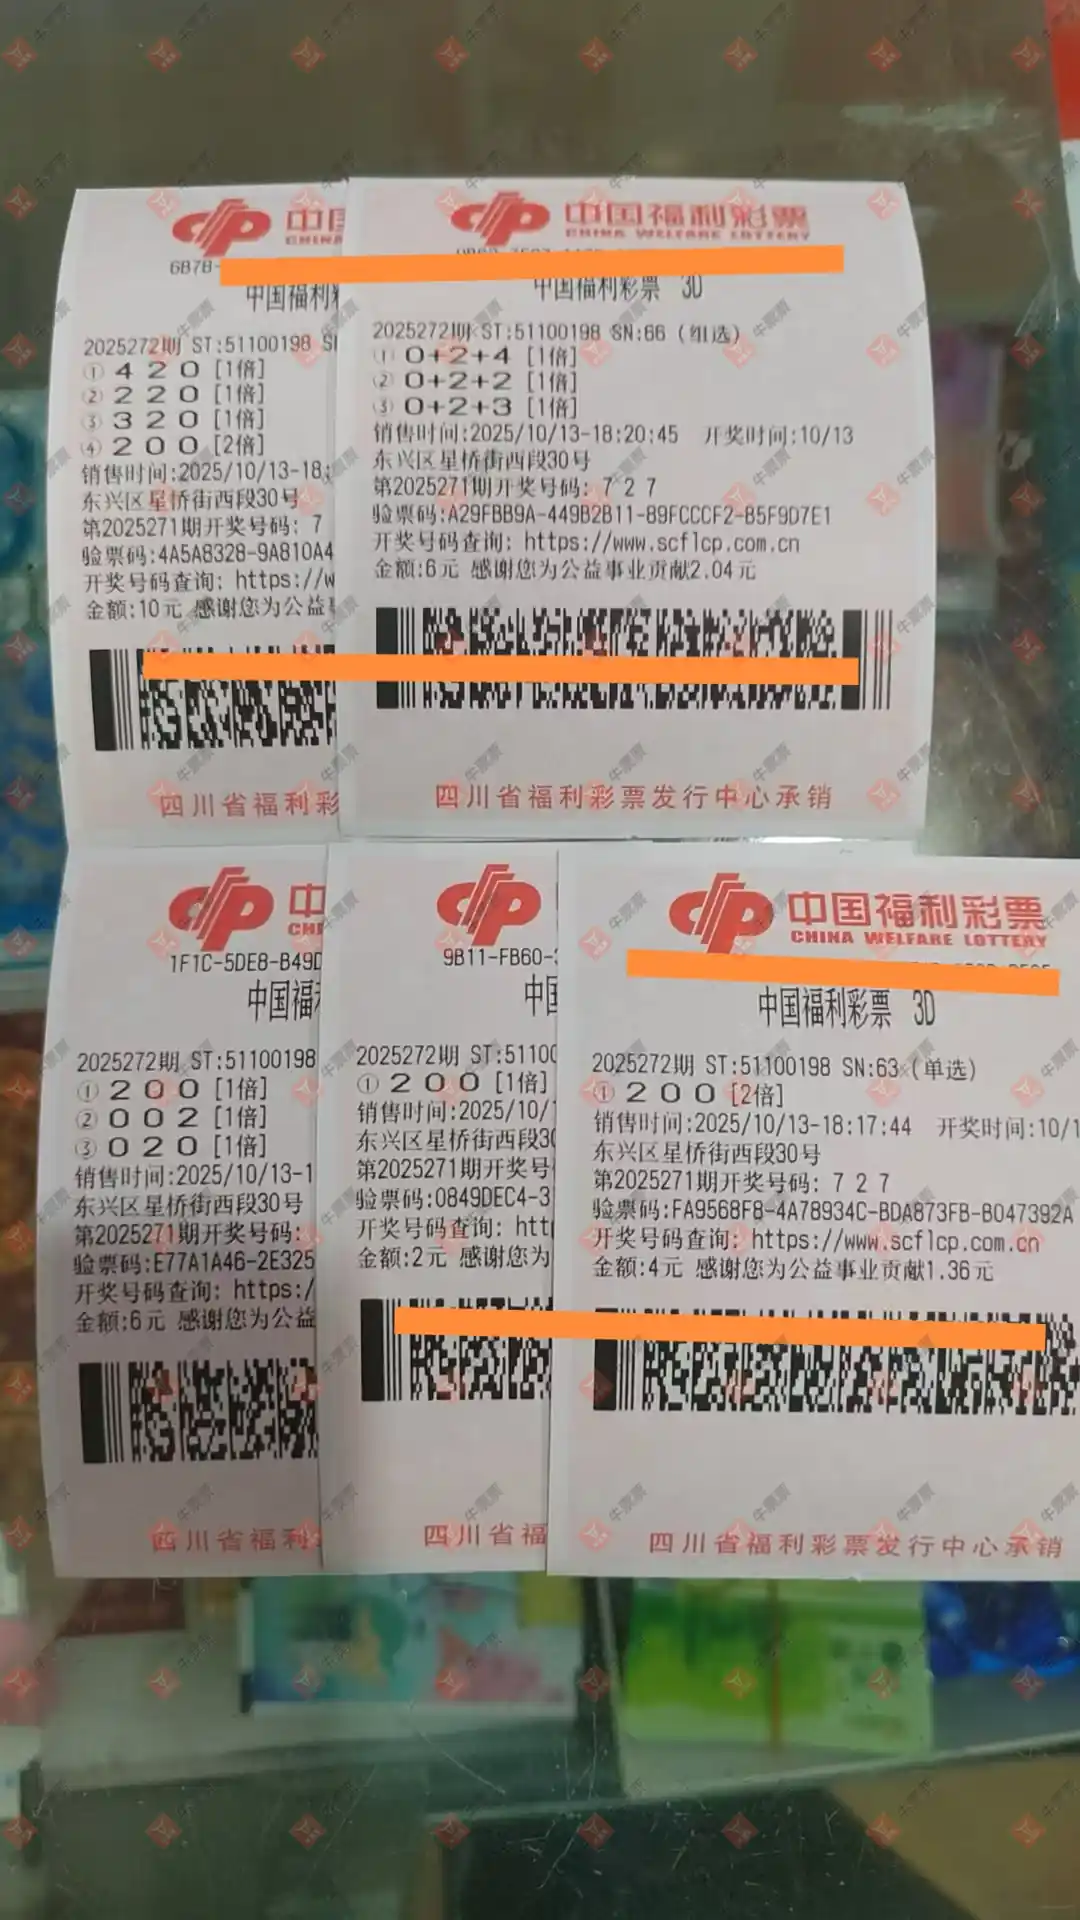 中国
CHINA
6B7B-
中国福利
2025272期 ST:51100198
① 4 2 0 [1倍]
② 2 2 0 [1倍]
③ 3 2 0 [1倍]
④ 2 0 0 [2倍]
销售时间:2025/10/13-18:
东兴区星桥街西段30号
第2025271期开奖号码: 7
验票码:4A5A8328-9A810A4
开奖号码查询: https://w
金额:10元 感谢您为公益
四川省福利彩
中国福利彩票
CHINA WELFARE LOTTERY
中国福利彩票 3D
2025272期 ST:51100198 SN:66 (组选)
① 0+2+4 [1倍]
② 0+2+2 [1倍]
③ 0+2+3 [1倍]
销售时间:2025/10/13-18:20:45 开奖时间:10/13
东兴区星桥街西段30号
第2025271期开奖号码: 7 2 7
验票码:A29FBB9A-449B2B11-89FCCCF2-85F9D7E1
开奖号码查询: https://www.scflcp.com.cn
金额:6元 感谢您为公益事业贡献2.04元
四川省福利彩票发行中心承销
中
CHI
1F1C-5DE8-B49D
中国福
2025272期 ST:51100198
① 2 0 0 [1倍]
② 0 0 2 [1倍]
③ 0 2 0 [1倍]
销售时间:2025/10/13-1
东兴区星桥街西段30号
第2025271期开奖号码:
验票码:E77A1A46-2E325
开奖号码查询: https:/
金额:6元 感谢您为公益
四川省福利
9B11-FB60-
中国
2025272期 ST:51100
① 2 0 0 [1倍]
销售时间:2025/10/1
东兴区星桥街西段30
第2025271期开奖号
验票码:0849DEC4-3
开奖号码查询: htt
金额:2元 感谢您为
四川省福
中国福利彩票
CHINA WELFARE LOTTERY
中国福利彩票 3D
2025272期 ST:51100198 SN:63 (单选)
① 2 0 0 [2倍]
销售时间:2025/10/13-18:17:44 开奖时间:10/1
东兴区星桥街西段30号
第2025271期开奖号码: 7 2 7
验票码:FA9568F8-4A78934C-BDA873FB-B047392A
开奖号码查询: https://www.scflcp.com.cn
金额:4元 感谢您为公益事业贡献1.36元
四川省福利彩票发行中心承销